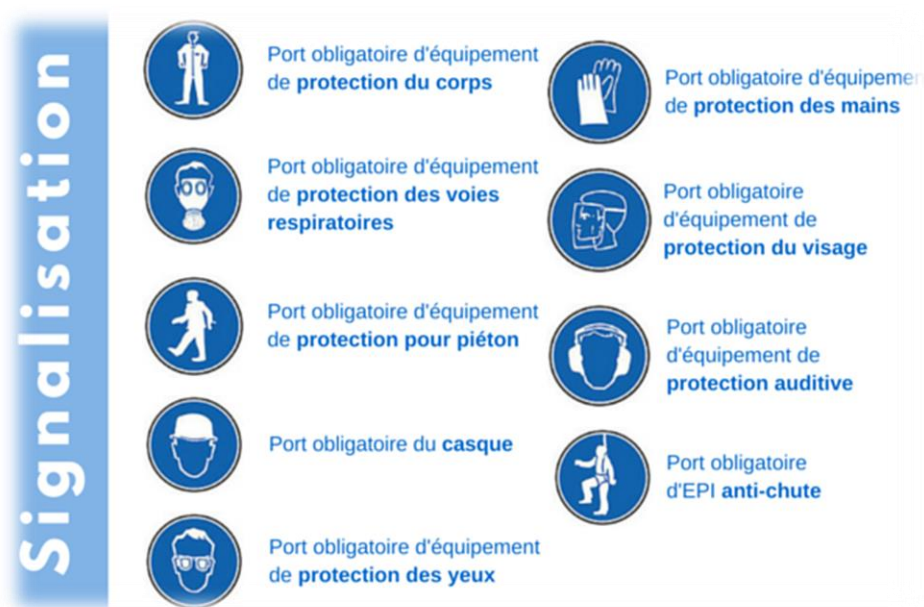 Signalisation
Port obligatoire d'équipement
de protection du corps
Port obligatoire d'équipement
de protection des voies
respiratoires
Port obligatoire d'équipement
de protection pour piéton
Port obligatoire du casque
Port obligatoire d'équipement
de protection des yeux
Port obligatoire d'équipemen
de protection des mains
Port obligatoire
d'équipement de
protection du visage
Port obligatoire
d'équipement de
protection auditive
Port obligatoire
d'EPI anti-chute